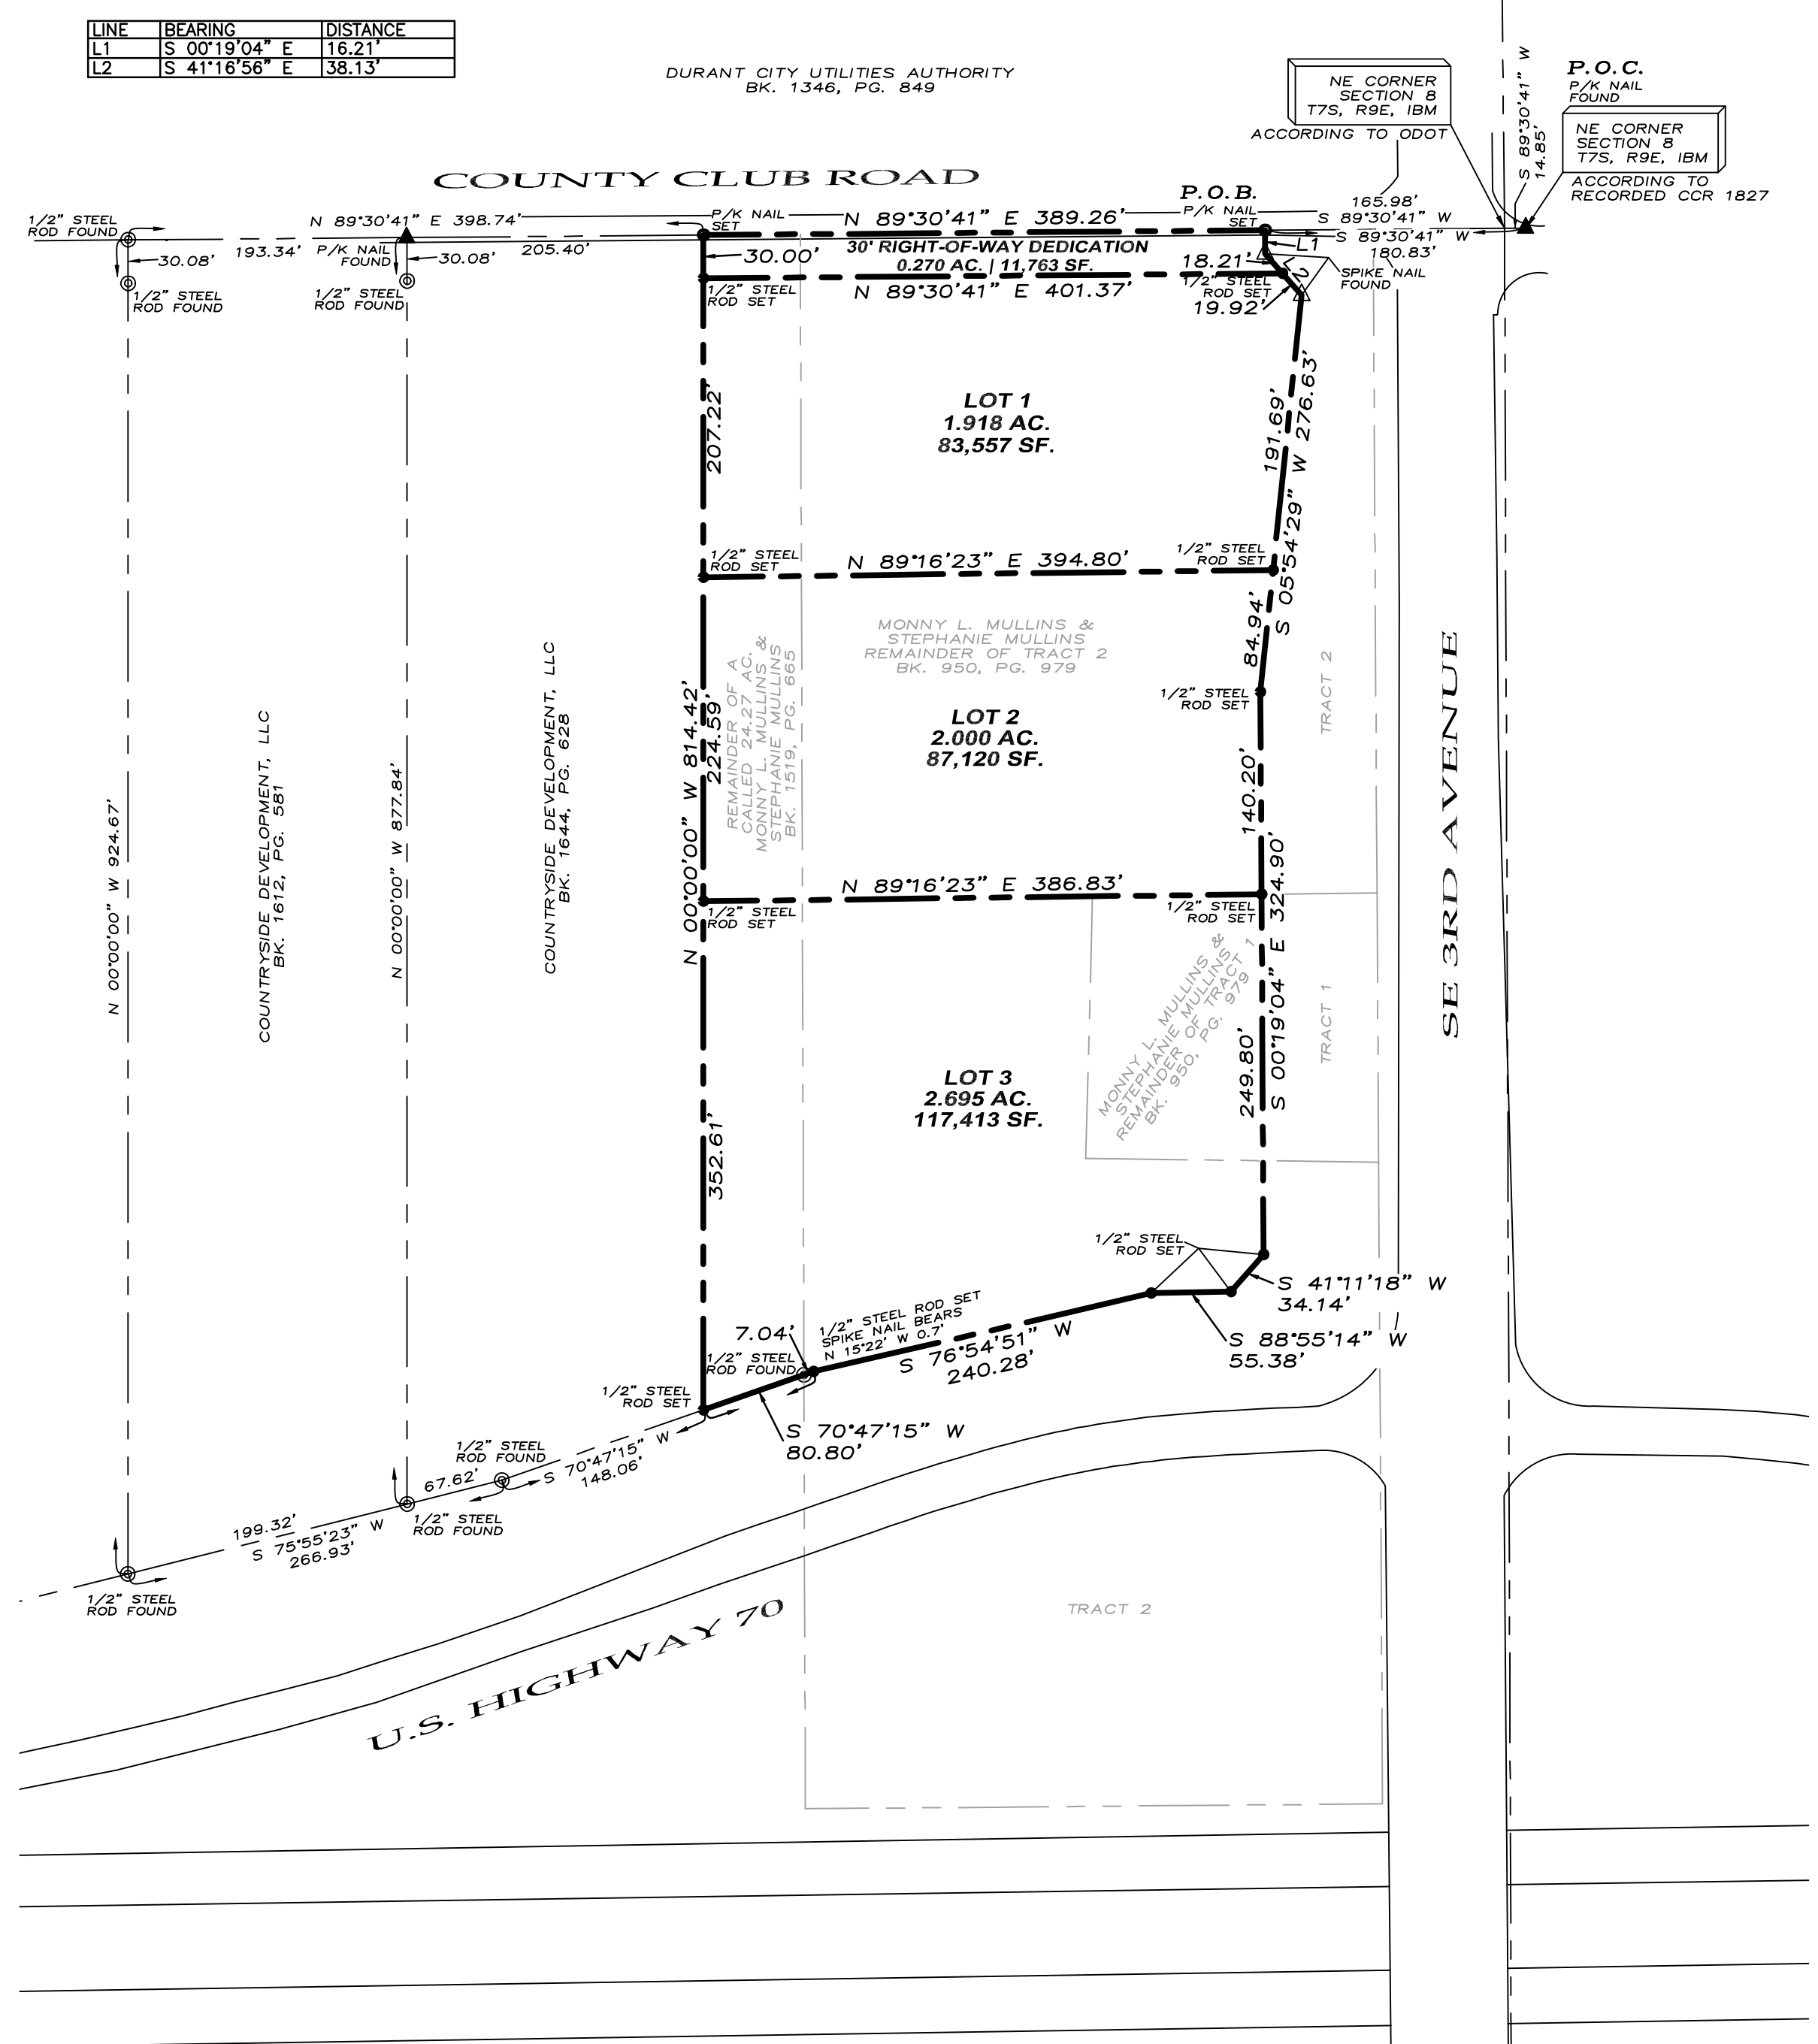 LINE BEARING DISTANCE
L1 S 00°19'04" E 16.21'
L2 S 41°16'56" E 38.13'
DURANT CITY UTILITIES AUTHORITY
BK. 1346, PG. 849
NE CORNER
SECTION 8
T7S, R9E, IBM
ACCORDING TO ODOT
S 89°30'41" W
14.85'
P.O.C.
P/K NAIL
FOUND
NE CORNER
SECTION 8
T7S, R9E, IBM
ACCORDING TO
RECORDED CCR 1827
COUNTY CLUB ROAD
1/2" STEEL
ROD FOUND
N 89°30'41" E 398.74'
P/K NAIL
SET
N 89°30'41" E 389.26'
P.O.B.
P/K NAIL
SET
165.98'
S 89°30'41" W
S 89°30'41" W
180.83'
30.08'
193.34'
P/K NAIL
FOUND
30.08'
205.40'
30.00'
30' RIGHT-OF-WAY DEDICATION
0.270 AC. | 11,763 SF.
L1
18.21'
L2
SPIKE NAIL
FOUND
1/2" STEEL
ROD FOUND
1/2" STEEL
ROD FOUND
1/2" STEEL
ROD SET
N 89°30'41" E 401.37'
1/2" STEEL
ROD SET
19.92'
207.22'
LOT 1
1.918 AC.
83,557 SF.
191.69'
S 05°54'29" W 276.63'
1/2" STEEL
ROD SET
N 89°16'23" E 394.80'
1/2" STEEL
ROD SET
84.94'
MONNY L. MULLINS &
STEPHANIE MULLINS
REMAINDER OF TRACT 2
BK. 950, PG. 979
REMAINDER OF A
CALLED 24.27 AC.
MONNY L. MULLINS &
STEPHANIE MULLINS
BK. 1519, PG. 665
1/2" STEEL
ROD SET
LOT 2
2.000 AC.
87,120 SF.
TRACT 2
SE 3RD AVENUE
N 00°00'00" W 924.67'
COUNTRYSIDE DEVELOPMENT, LLC
BK. 1612, PG. 581
N 00°00'00" W 877.84'
COUNTRYSIDE DEVELOPMENT, LLC
BK. 1644, PG. 628
N 00°00'00" W 814.42'
224.59'
140.20'
S 00°19'04" E 324.90'
N 89°16'23" E 386.83'
1/2" STEEL
ROD SET
1/2" STEEL
ROD SET
MONNY L. MULLINS &
STEPHANIE MULLINS
REMAINDER OF TRACT 1
BK. 950, PG. 979
TRACT 1
249.80'
LOT 3
2.695 AC.
117,413 SF.
352.61'
1/2" STEEL
ROD SET
S 41°11'18" W
34.14'
S 88°55'14" W
55.38'
1/2" STEEL ROD SET
SPIKE NAIL BEARS
N 15°22' W 0.7'
7.04'
S 76°54'51" W
240.28'
1/2" STEEL
ROD FOUND
1/2" STEEL
ROD SET
S 70°47'15" W
80.80'
1/2" STEEL
ROD FOUND
S 70°47'15" W
148.06'
67.62'
1/2" STEEL
ROD FOUND
199.32'
S 75°55'23" W
266.93'
1/2" STEEL
ROD FOUND
TRACT 2
U.S. HIGHWAY 70